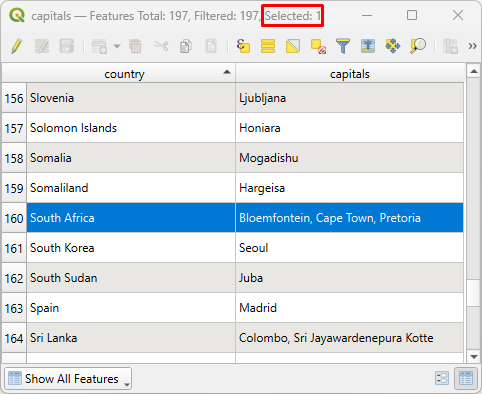 capitals — Features Total: 197, Filtered: 197, Selected: 1
country capitals
156 Slovenia Ljubljana
157 Solomon Islands Honiara
158 Somalia Mogadishu
159 Somaliland Hargeisa
160 South Africa Bloemfontein, Cape Town, Pretoria
161 South Korea Seoul
162 South Sudan Juba
163 Spain Madrid
164 Sri Lanka Colombo, Sri Jayawardenepura Kotte
Show All Features